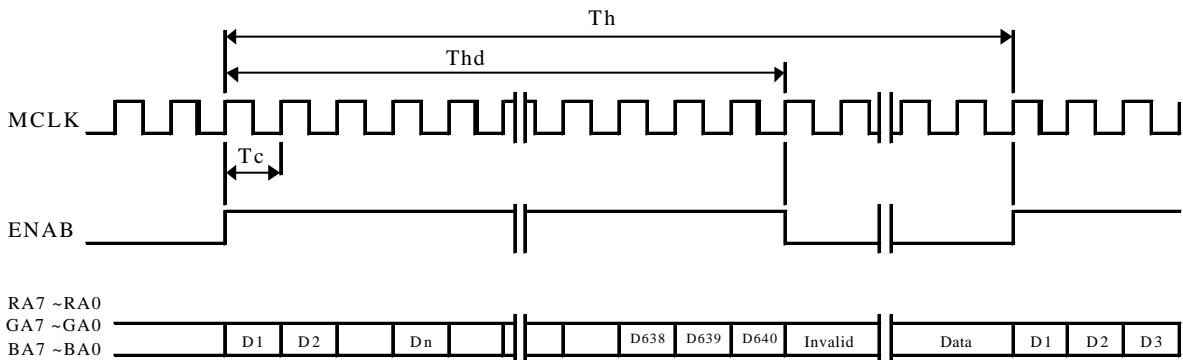 Th
Thd
MCLK
Tc
ENAB
RA7 ~RA0
GA7 ~GA0
BA7 ~BA0
D1 D2 Dn D638 D639 D640 Invalid Data D1 D2 D3